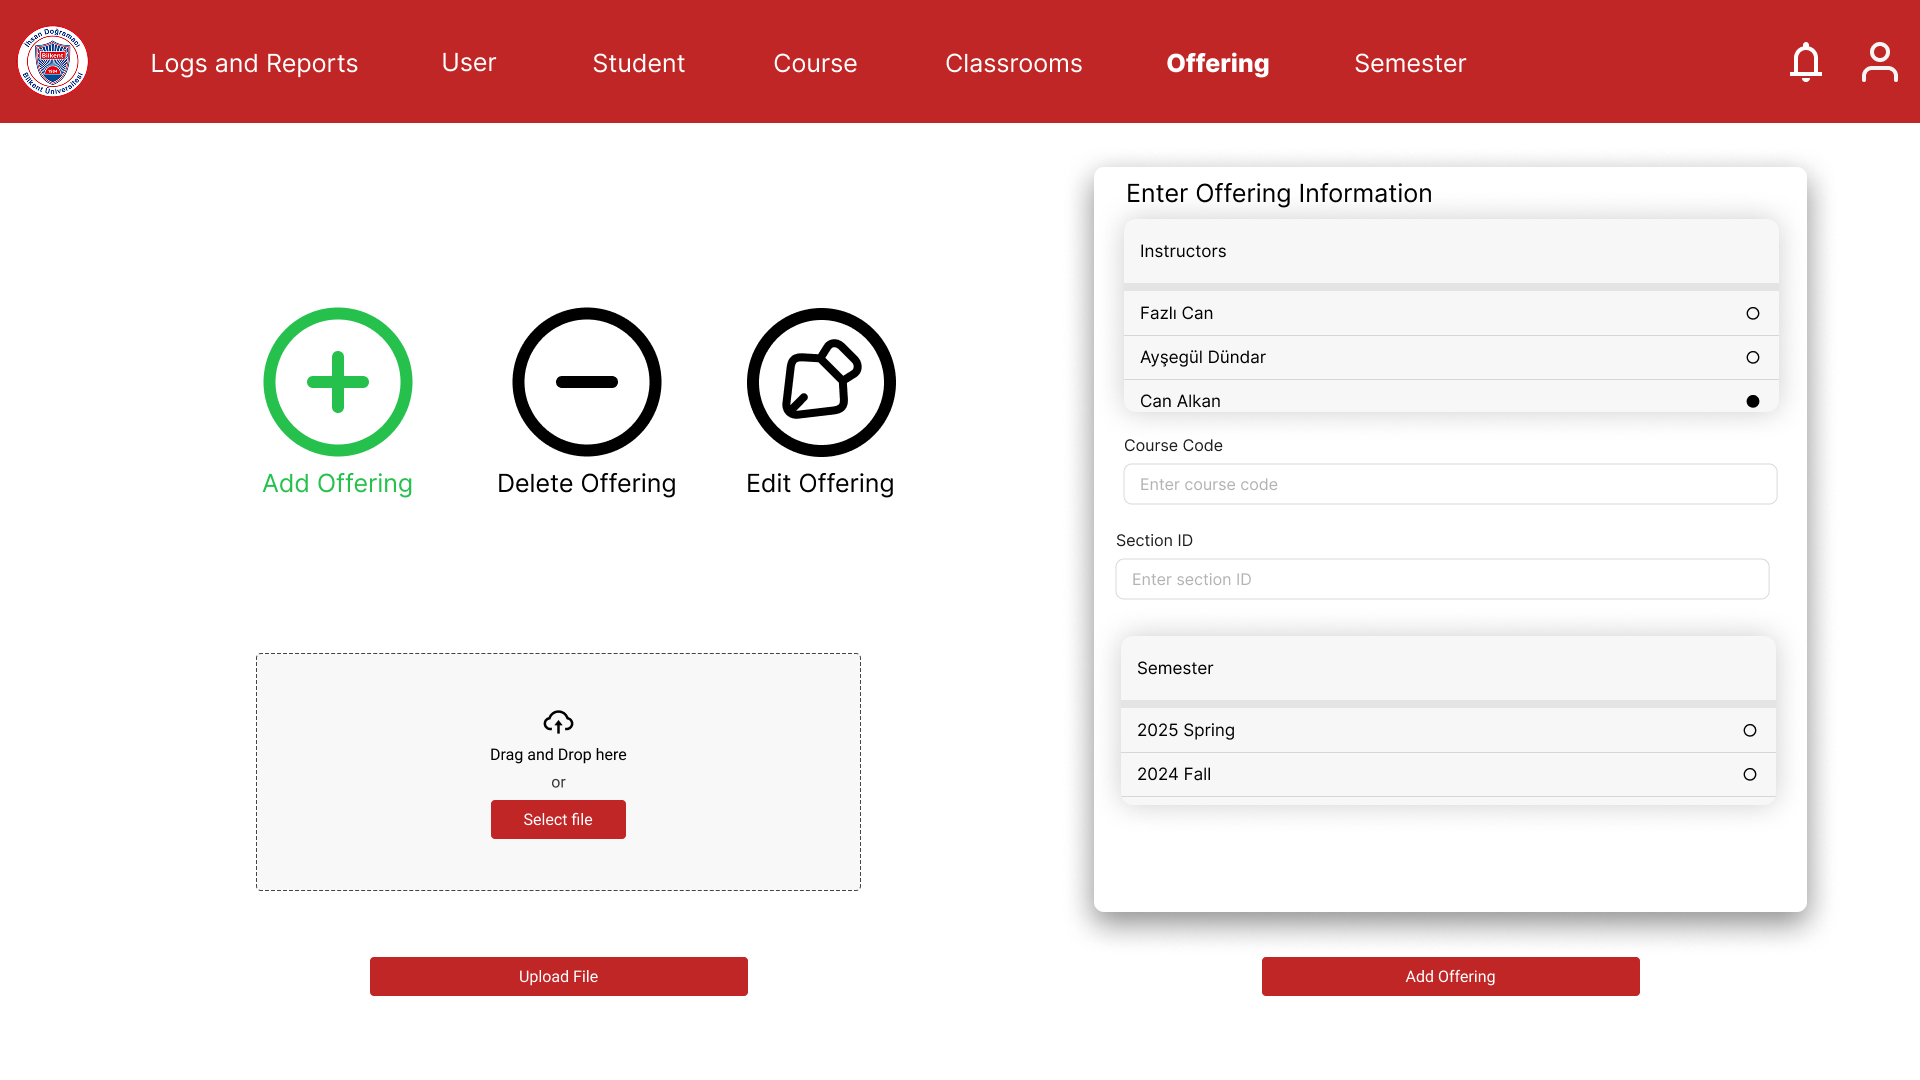 İhsan Doğramacı
Bilkent
1984
Bilkent Üniversitesi
Logs and Reports
User
Student
Course
Classrooms
Offering
Semester
Add Offering
Delete Offering
Edit Offering
Drag and Drop here
or
Select file
Upload File
Enter Offering Information
Instructors
Fazlı Can
Ayşegül Dündar
Can Alkan
Course Code
Enter course code
Section ID
Enter section ID
Semester
2025 Spring
2024 Fall
Add Offering